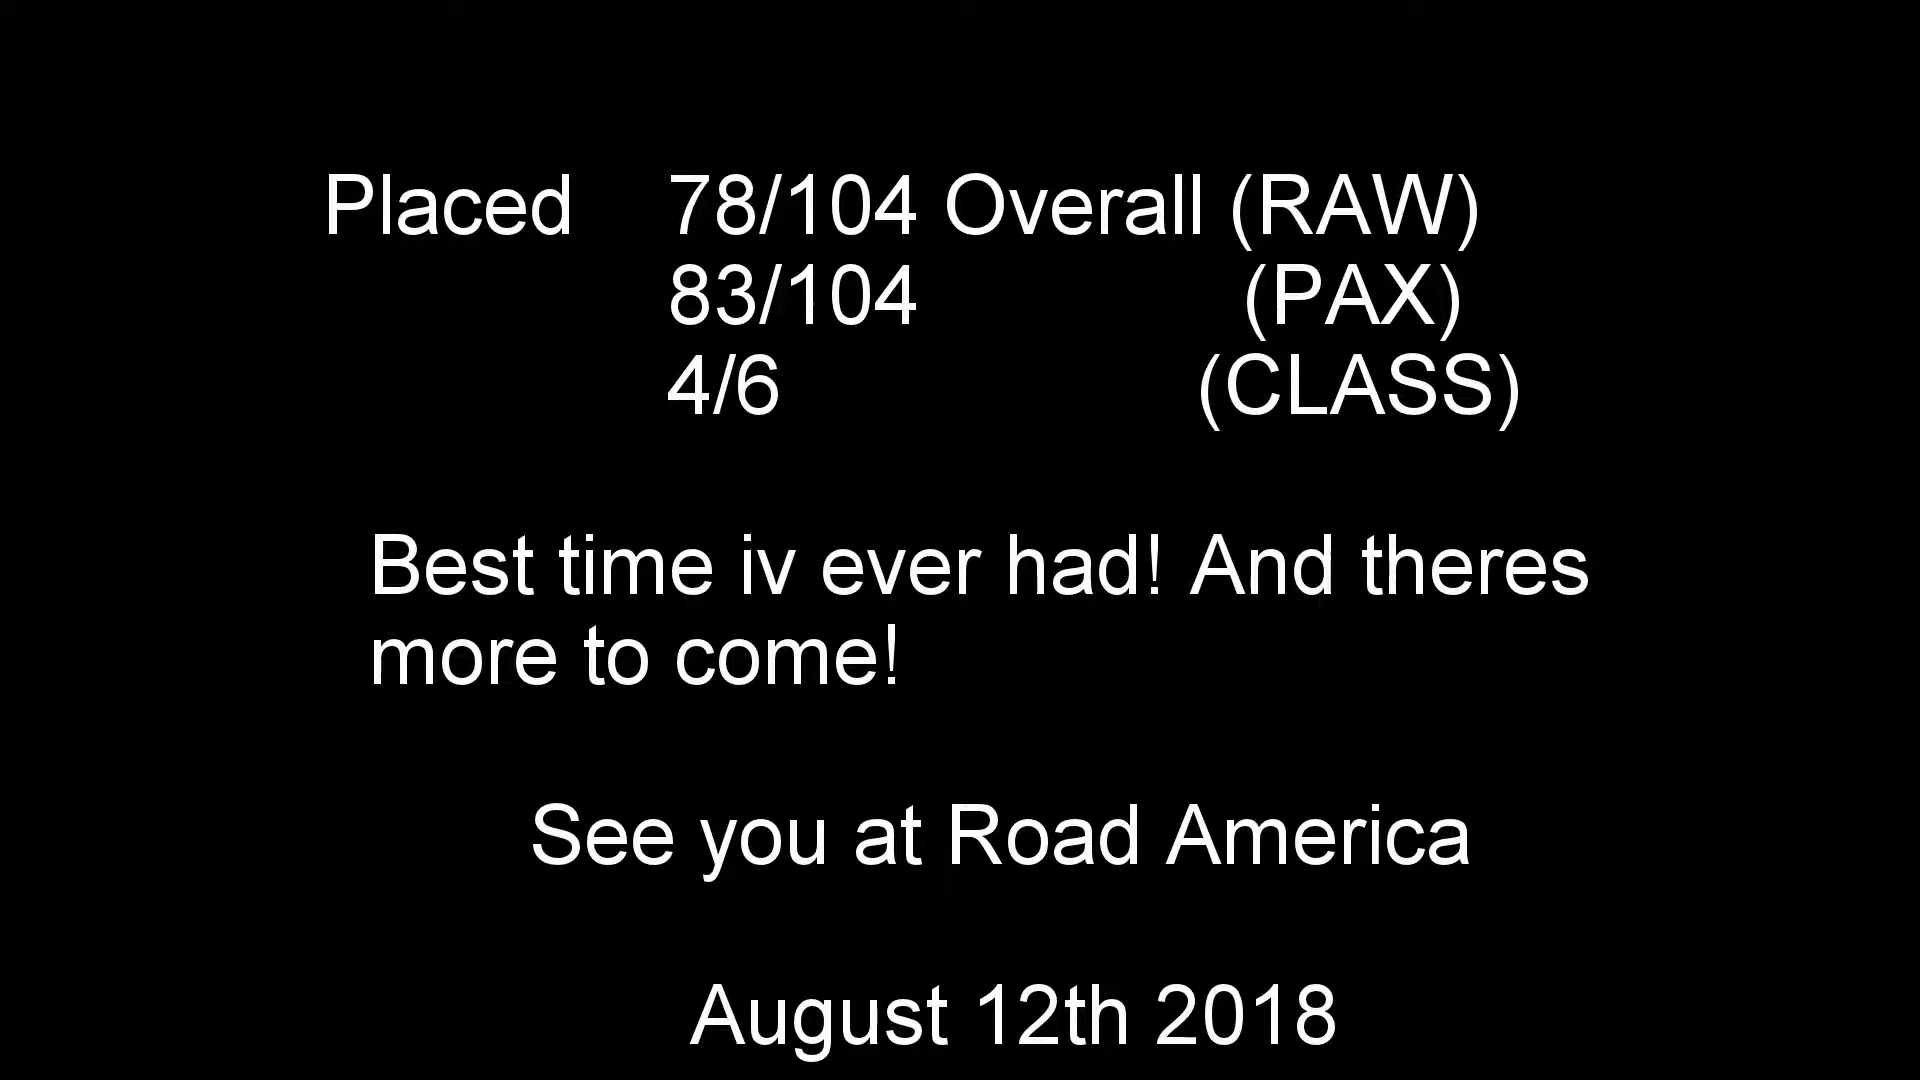 Placed 78/104 Overall (RAW)
83/104 (PAX)
4/6 (CLASS)
Best time iv ever had! And theres
more to come!
See you at Road America
August 12th 2018